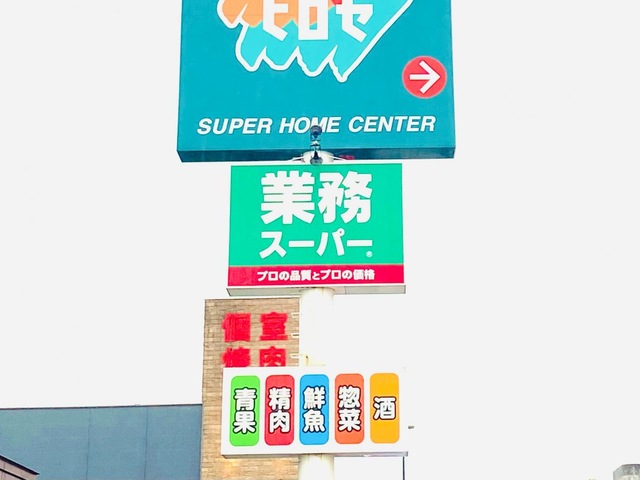 ヒロセ
SUPER HOME CENTER
業務
スーパー®
プロの品質とプロの価格
個室
焼肉
青果
精肉
鮮魚
惣菜
酒